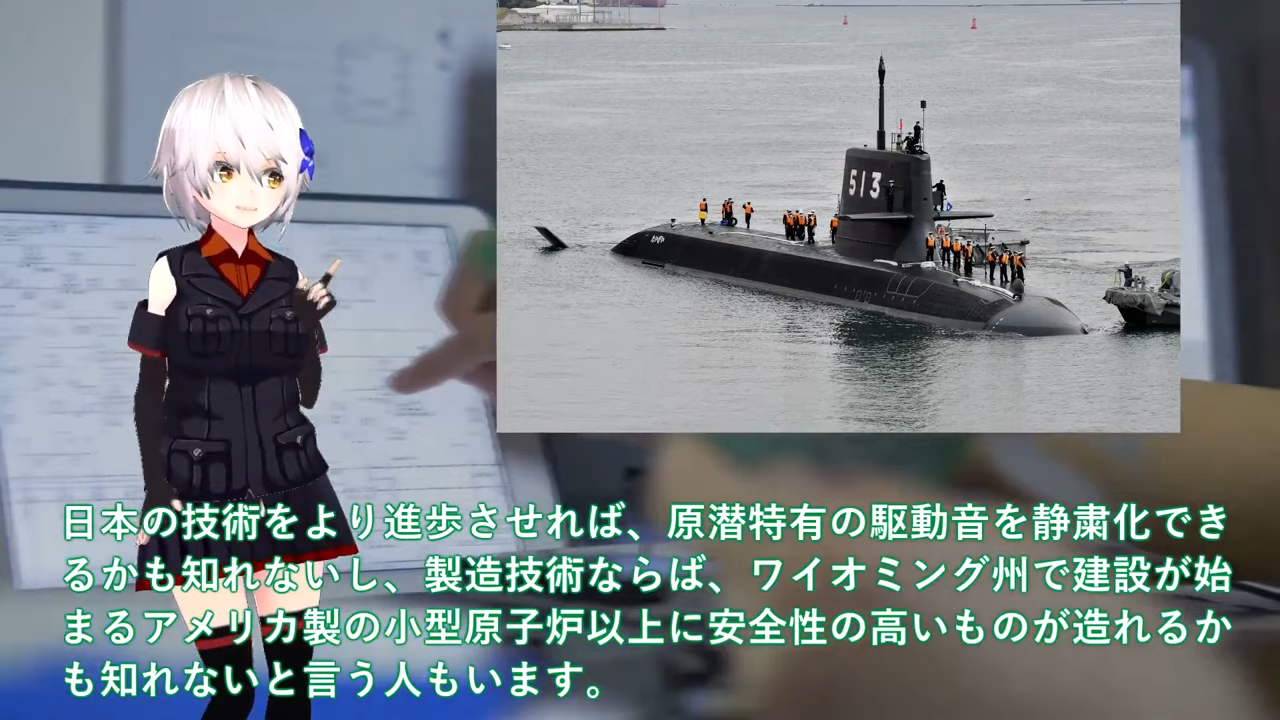 513
日本の技術をより進歩させれば、原潜特有の駆動音を静粛化でき
るかも知れないし、製造技術ならば、ワイオミング州で建設が始
まるアメリカ製の小型原子炉以上に安全性の高いものが造れるか
も知れないと言う人もいます。